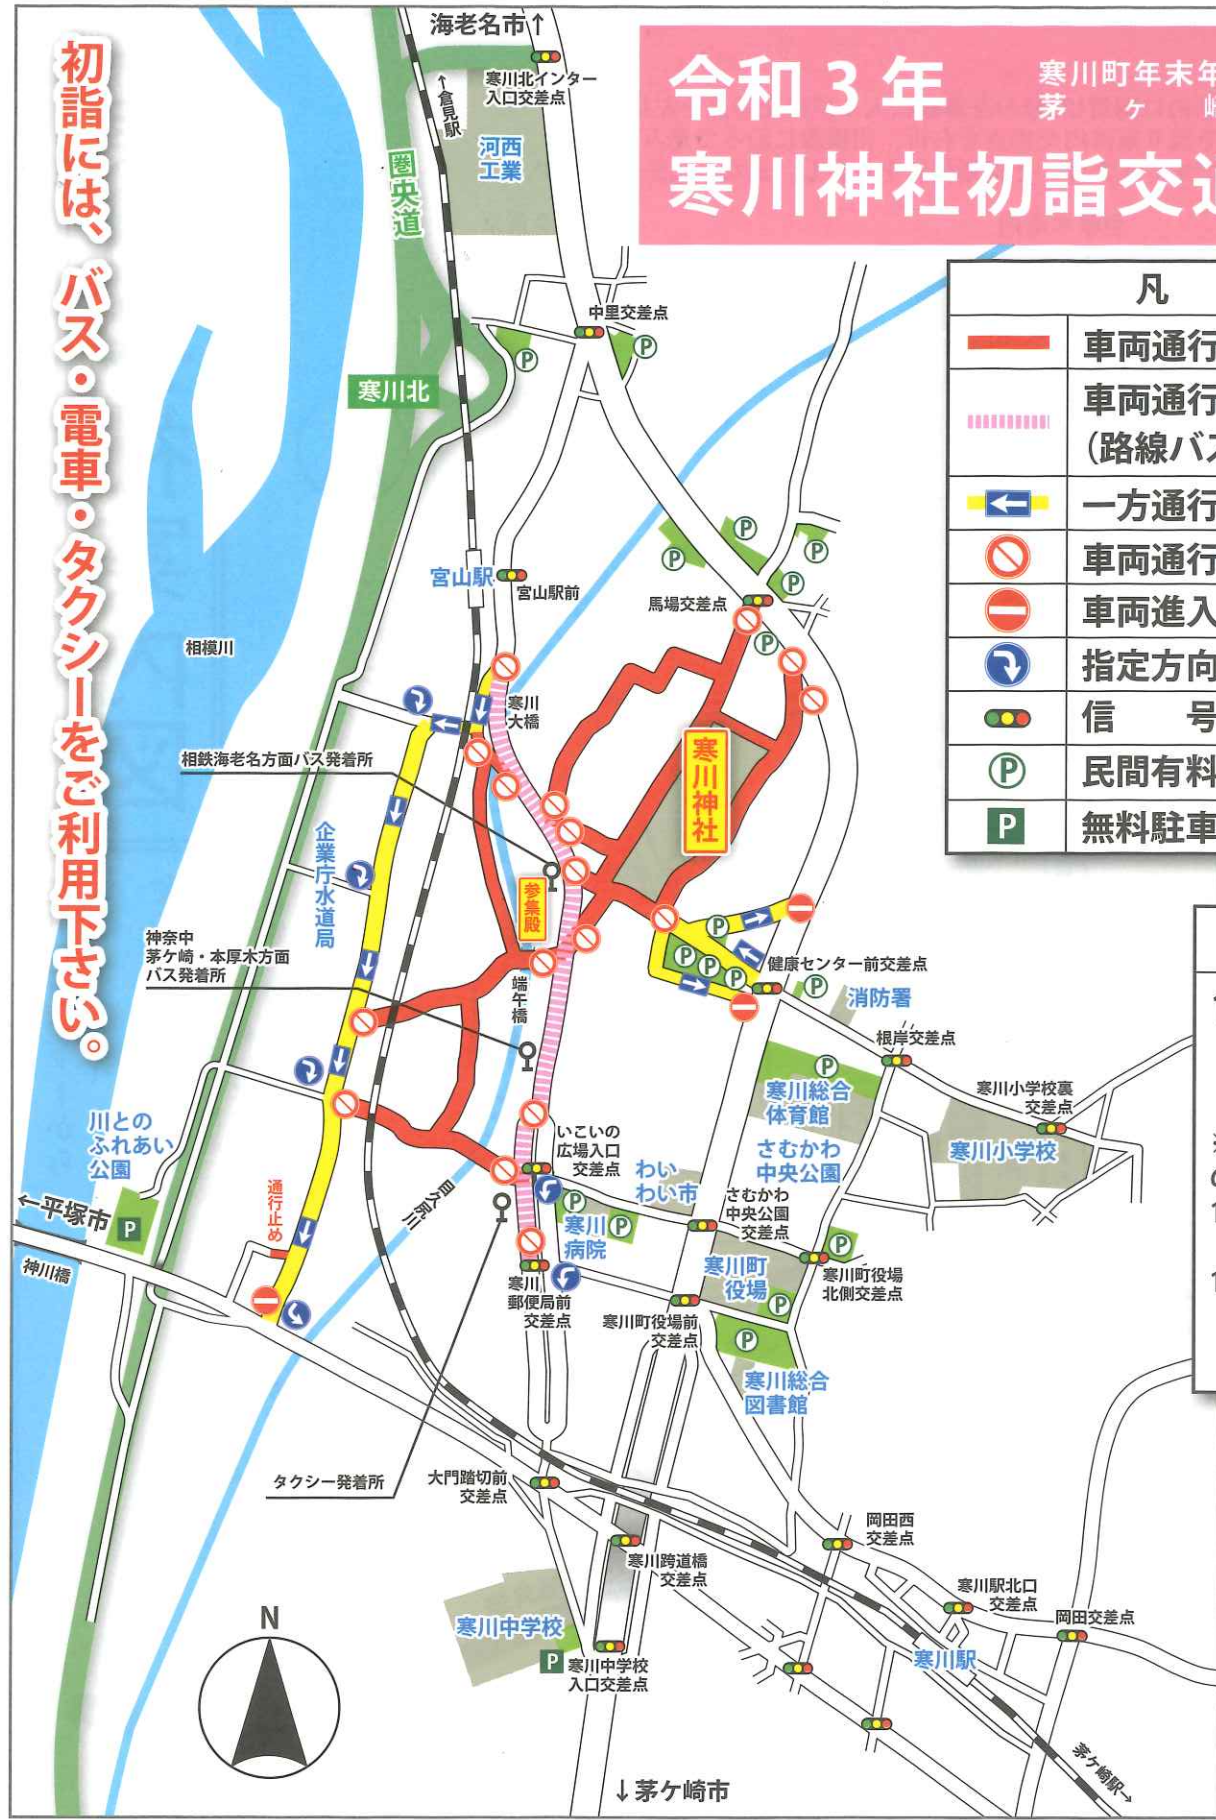 初詣には、バス・電車・タクシーをご利用下さい。
令和3年
寒川町年末年
茅ヶ
寒川神社初詣交通
海老名市↑
寒川北インター
入口交差点
↑倉見駅
河西
工業
圏央道
寒川北
中里交差点
P
P
凡
車両通行
車両通行
(路線バス
一方通行
車両通行
車両進入
指定方向
信 号
P
民間有料
P
無料駐車
宮山駅
宮山駅前
馬場交差点
P
P
P
P
P
相模川
寒川
大橋
相鉄海老名方面バス発着所
寒川神社
企業庁水道局
参集殿
神奈中
茅ケ崎・本厚木方面
バス発着所
端午橋
P
P
P
P
健康センター前交差点
P
消防署
根岸交差点
P
寒川総合
体育館
寒川小学校裏
交差点
寒川小学校
さむかわ
中央公園
川との
ふれあい
公園
P
←平塚市
神川橋
通行止め
目久尻川
いこいの
広場入口
交差点
わい
わい市
さむかわ
中央公園
交差点
P
P
寒川
病院
寒川町
役場
P
P
寒川町役場
北側交差点
寒川
郵便局前
交差点
寒川町役場前
交差点
P
寒川総合
図書館
タクシー発着所
大門踏切前
交差点
寒川跨道橋
交差点
岡田西
交差点
寒川駅北口
交差点
岡田交差点
寒川駅
寒川中学校
P
寒川中学校
入口交差点
N
↓茅ケ崎市
茅ケ崎駅→